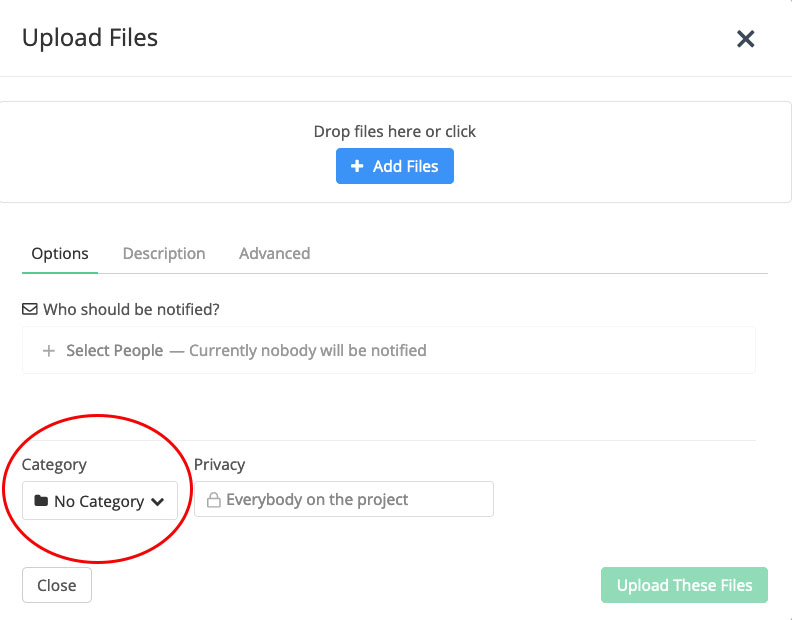 Upload Files
Drop files here or click
Add Files
Options Description Advanced
Who should be notified?
Select People — Currently nobody will be notified
Category Privacy
No Category Everybody on the project
Close Upload These Files